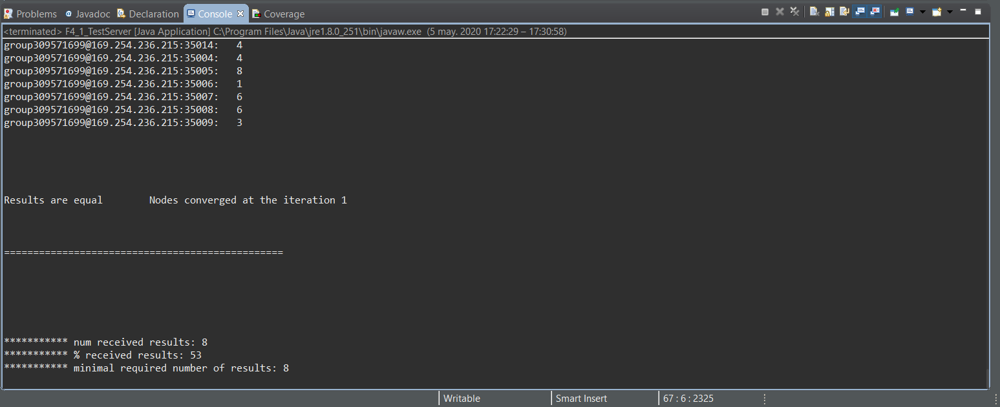 Problems @ Javadoc Declaration Console Coverage
<terminated> F4_1_TestServer [Java Application] C:\Program Files\Java\jre1.8.0_251\bin\javaw.exe (5 may. 2020 17:22:29 – 17:30:58)
group309571699@169.254.236.215:35014: 4
group309571699@169.254.236.215:35004: 4
group309571699@169.254.236.215:35005: 8
group309571699@169.254.236.215:35006: 1
group309571699@169.254.236.215:35007: 6
group309571699@169.254.236.215:35008: 6
group309571699@169.254.236.215:35009: 3
Results are equal Nodes converged at the iteration 1
================================================
*********** num received results: 8
*********** % received results: 53
*********** minimal required number of results: 8
Writable Smart Insert 67 : 6 : 2325